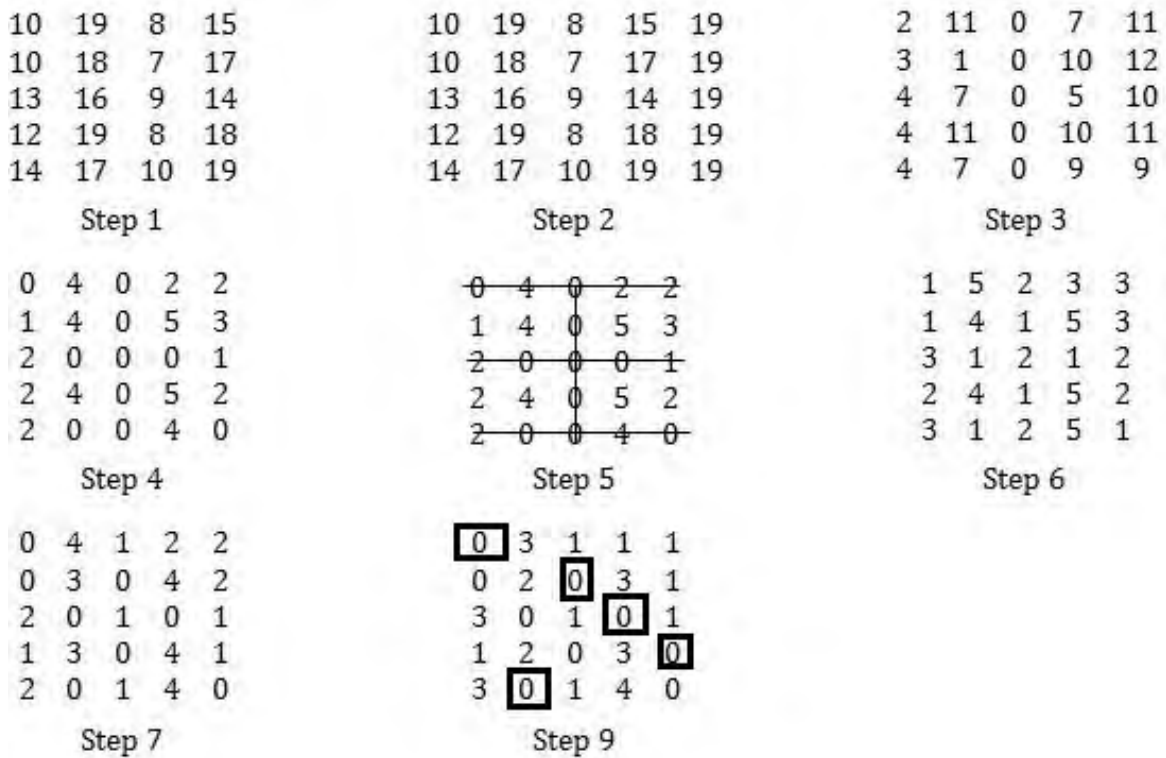 10 19 8 15
10 18 7 17
13 16 9 14
12 19 8 18
14 17 10 19
Step 1
10 19 8 15 19
10 18 7 17 19
13 16 9 14 19
12 19 8 18 19
14 17 10 19 19
Step 2
2 11 0 7 11
3 1 0 10 12
4 7 0 5 10
4 11 0 10 11
4 7 0 9 9
Step 3
0 4 0 2 2
1 4 0 5 3
2 0 0 0 1
2 4 0 5 2
2 0 0 4 0
Step 4
0 4 0 2 2
1 4 0 5 3
2 0 0 0 1
2 4 0 5 2
2 0 0 4 0
Step 5
1 5 2 3 3
1 4 1 5 3
3 1 2 1 2
2 4 1 5 2
3 1 2 5 1
Step 6
0 4 1 2 2
0 3 0 4 2
2 0 1 0 1
1 3 0 4 1
2 0 1 4 0
Step 7
0 3 1 1 1
0 2 0 3 1
3 0 1 0 1
1 2 0 3 0
3 0 1 4 0
Step 9